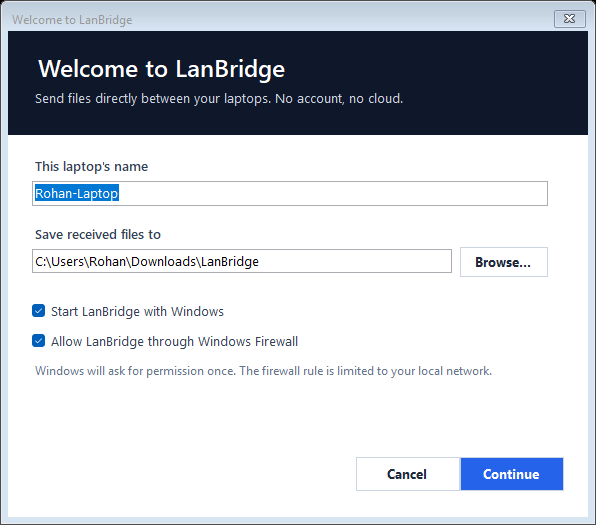 Welcome to LanBridge
Welcome to LanBridge
Send files directly between your laptops. No account, no cloud.
This laptop's name
Rohan-Laptop
Save received files to
C:\Users\Rohan\Downloads\LanBridge
Browse...
Start LanBridge with Windows
Allow LanBridge through Windows Firewall
Windows will ask for permission once. The firewall rule is limited to your local network.
Cancel
Continue